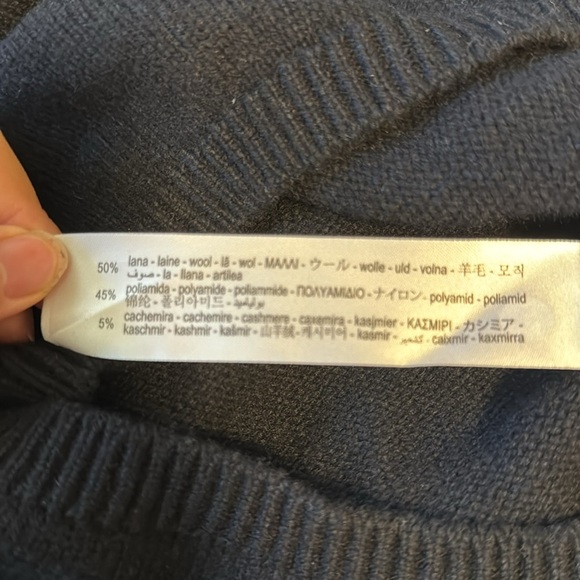 50% lana - laine - wool - lã - wol - ΜΑΛΛΙ - ウール - wolle - uld - volna - 羊毛 - 모직
صوف - la - llana - artilea
45% poliamida - polyamide - poliammide - ΠΟΛΥΑΜΙΔΙΟ - ナイロン - polyamid - poliamid
锦纶 - 폴리아미드 - بوليأميد
5% cachemira - cachemire - cashmere - caxemira - kasjmier - ΚΑΣΜΙΡΙ - カシミア -
kaschmir - kashmir - kašmir - 山羊绒 - 캐시미어 - kasmir - كشمير - caixmir - kaxmirra